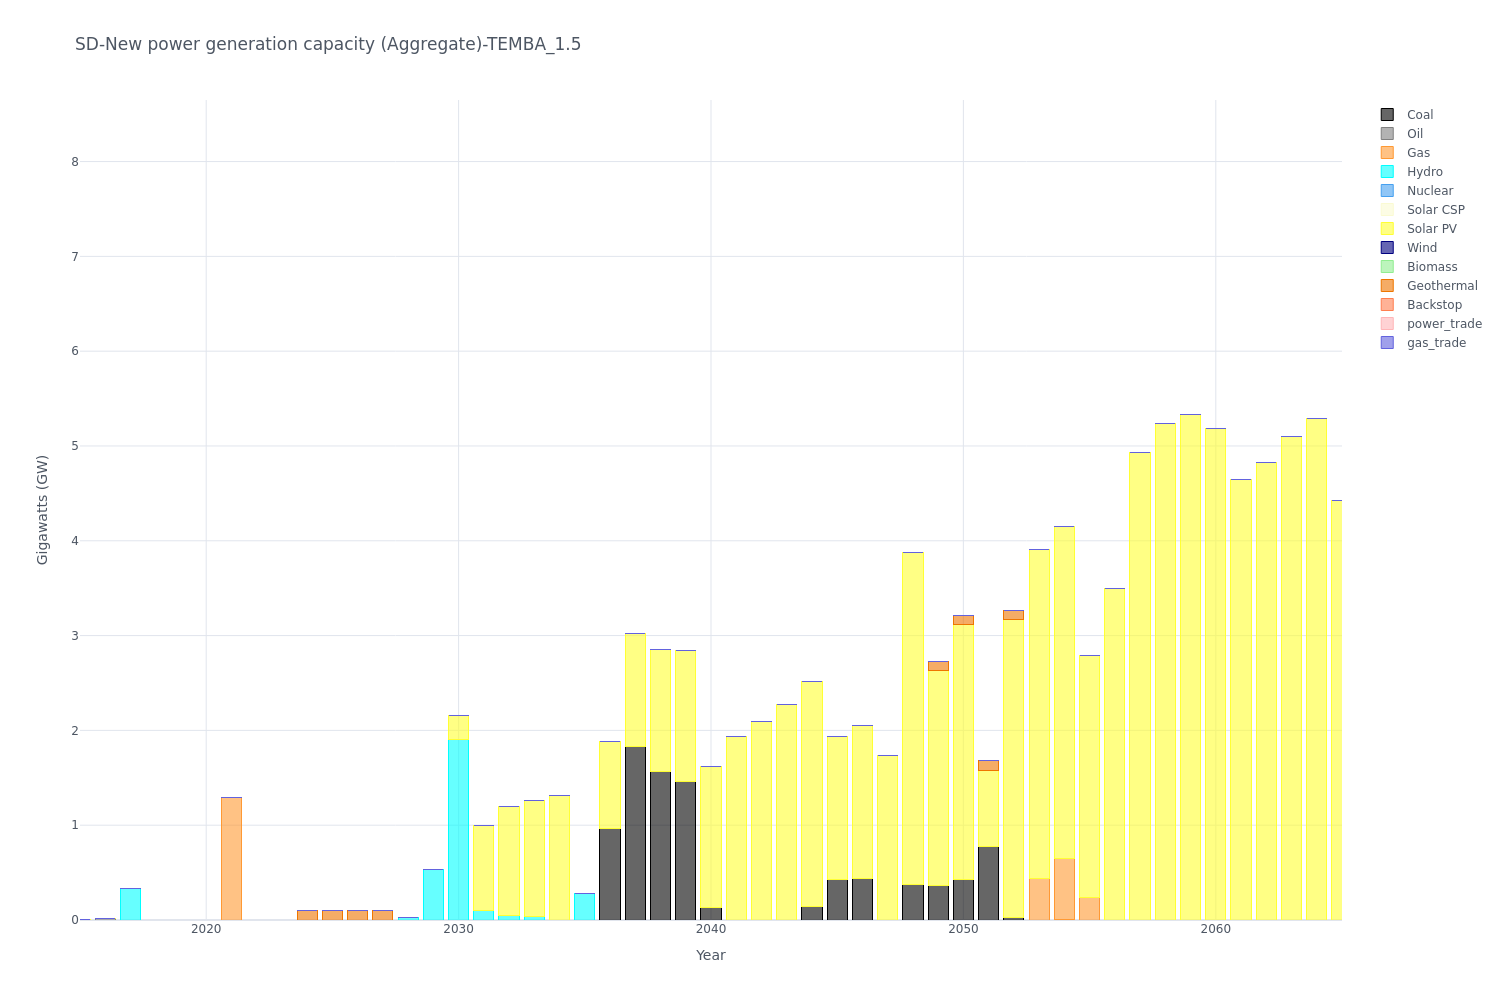 SD-New power generation capacity (Aggregate)-TEMBA_1.5
Coal
Oil
Gas
Hydro
Nuclear
Solar CSP
Solar PV
Wind
Biomass
Geothermal
Backstop
power_trade
gas_trade
8
7
6
5
4
3
2
1
0
Gigawatts (GW)
2020
2030
2040
2050
2060
Year